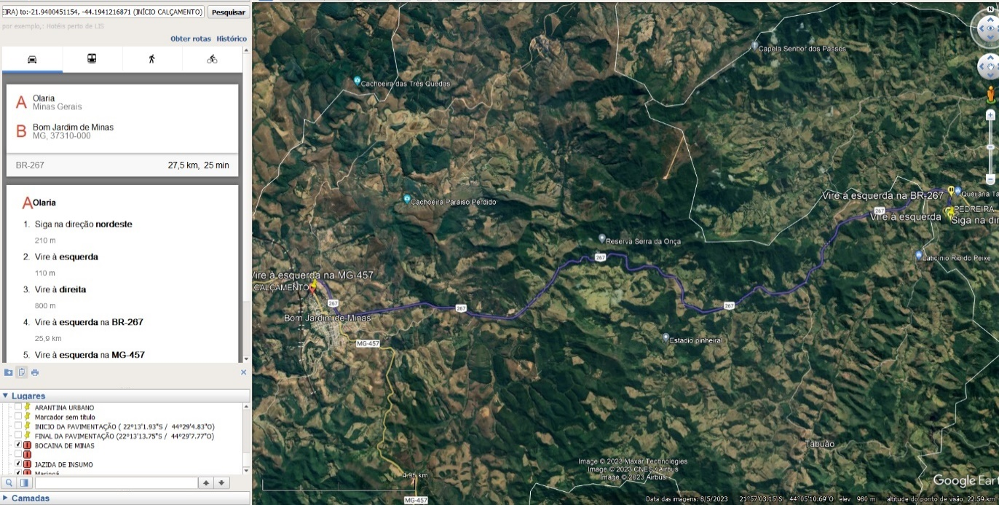 EIRA) to:-21.9400451154, -44.1941216871 (INÍCIO CALÇAMENTO)
Pesquisar
por exemplo,: Hotéis perto de LIS
Obter rotas Histórico
A Olaria
Minas Gerais
B Bom Jardim de Minas
MG, 37310-000
BR-267 27,5 km, 25 min
A Olaria
1. Siga na direção nordeste
210 m
2. Vire à esquerda
110 m
3. Vire à direita
800 m
4. Vire à esquerda na BR-267
25,9 km
5. Vire à esquerda na MG-457
Lugares
ARANTINA URBANO
Marcador sem título
INICIO DA PAVIMENTAÇÃO ( 22º13'1.93"S / 44º29'4.83"O)
FINAL DA PAVIMENTAÇÃO (22º13'13.75"S / 44º29'7.77"O)
BOCAINA DE MINAS
JAZIDA DE INSUMO
Camadas
N
Capela Senhor dos Passos
Cachoeira das Três Quedas
Cachoeira Paraíso Perdido
Vire à esquerda na BR-267
Queijaria Ta
267
Vire à esquerda
PEDREIRA
Siga na dir
Reserva Serra da Onça
267
Laticínio Rio do Peixe
Vire à esquerda na MG-457
CALÇAMENTO
267
267
267
Bom Jardim de Minas
MG-457
Estádio pinheiral
Tabuão
Image © 2023 Maxar Technologies
Image © 2023 CNES / Airbus
Image © 2023 Airbus
4.95 km
Google Eart
MG-457
Data das imagens: 8/5/2023 21°57'03.15"S 44°05'10.69"O elev 980 m altitude do ponto de visão 22.59 km